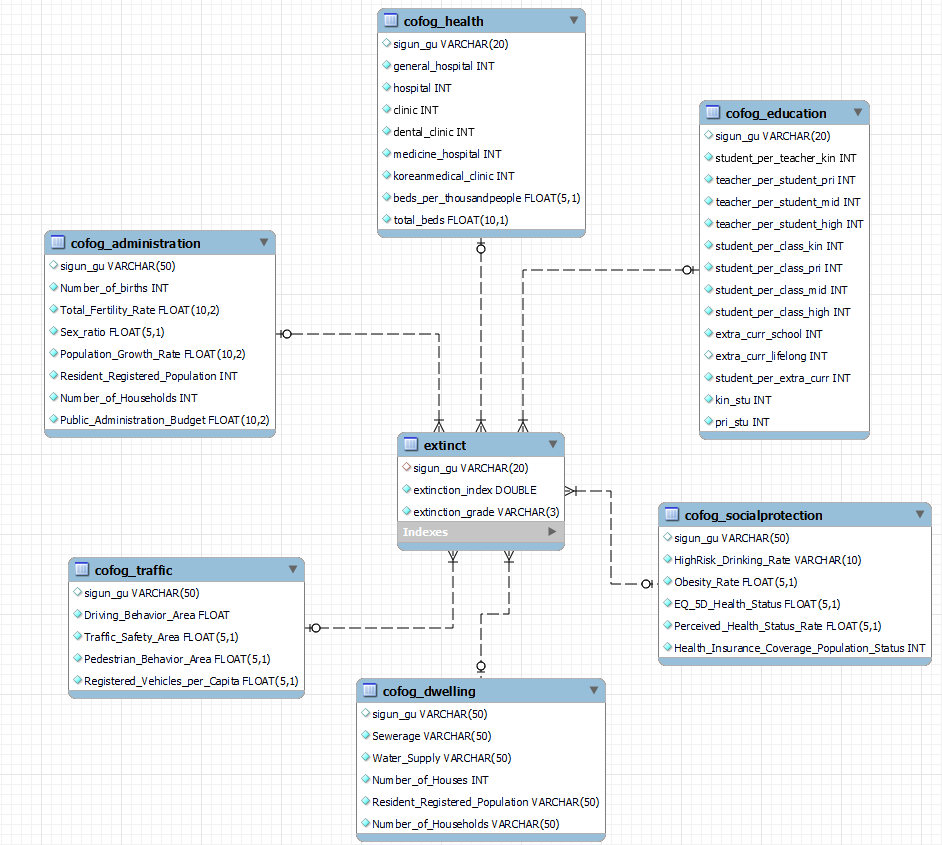 cofog_health
sigun_gu VARCHAR(20)
general_hospital INT
hospital INT
clinic INT
dental_clinic INT
medicine_hospital INT
koreanmedical_clinic INT
beds_per_thousandpeople FLOAT(5,1)
total_beds FLOAT(10,1)
cofog_education
sigun_gu VARCHAR(20)
student_per_teacher_kin INT
teacher_per_student_pri INT
teacher_per_student_mid INT
teacher_per_student_high INT
student_per_class_kin INT
student_per_class_pri INT
student_per_class_mid INT
student_per_class_high INT
extra_curr_school INT
extra_curr_lifelong INT
student_per_extra_curr INT
kin_stu INT
pri_stu INT
cofog_administration
sigun_gu VARCHAR(50)
Number_of_births INT
Total_Fertility_Rate FLOAT(10,2)
Sex_ratio FLOAT(5,1)
Population_Growth_Rate FLOAT(10,2)
Resident_Registered_Population INT
Number_of_Households INT
Public_Administration_Budget FLOAT(10,2)
extinct
sigun_gu VARCHAR(20)
extinction_index DOUBLE
extinction_grade VARCHAR(3)
Indexes
cofog_socialprotection
sigun_gu VARCHAR(50)
HighRisk_Drinking_Rate VARCHAR(10)
Obesity_Rate FLOAT(5,1)
EQ_5D_Health_Status FLOAT(5,1)
Perceived_Health_Status_Rate FLOAT(5,1)
Health_Insurance_Coverage_Population_Status INT
cofog_traffic
sigun_gu VARCHAR(50)
Driving_Behavior_Area FLOAT
Traffic_Safety_Area FLOAT(5,1)
Pedestrian_Behavior_Area FLOAT(5,1)
Registered_Vehicles_per_Capita FLOAT(5,1)
cofog_dwelling
sigun_gu VARCHAR(50)
Sewerage VARCHAR(50)
Water_Supply VARCHAR(50)
Number_of_Houses INT
Resident_Registered_Population VARCHAR(50)
Number_of_Households VARCHAR(50)